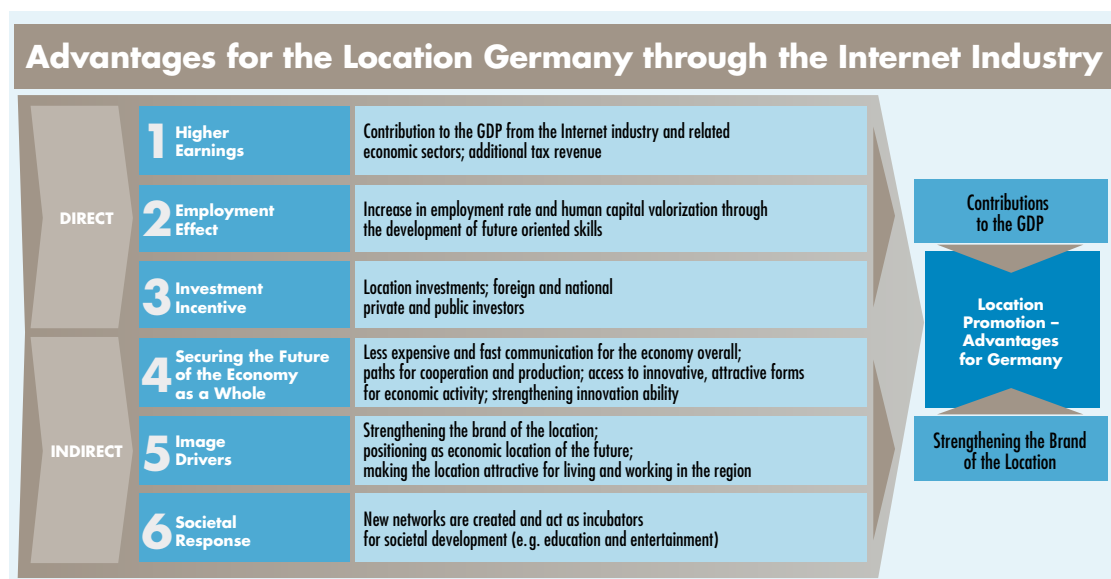 Advantages for the Location Germany through the Internet Industry
DIRECT
1 Higher
Earnings
Contribution to the GDP from the Internet industry and related
economic sectors; additional tax revenue
2 Employment
Effect
Increase in employment rate and human capital valorization through
the development of future oriented skills
3 Investment
Incentive
Location investments; foreign and national
private and public investors
INDIRECT
4 Securing the Future
of the Economy
as a Whole
Less expensive and fast communication for the economy overall;
paths for cooperation and production; access to innovative, attractive forms
for economic activity; strengthening innovation ability
5 Image
Drivers
Strengthening the brand of the location;
positioning as economic location of the future;
making the location attractive for living and working in the region
6 Societal
Response
New networks are created and act as incubators
for societal development (e. g. education and entertainment)
Contributions
to the GDP
Location
Promotion –
Advantages
for Germany
Strengthening the Brand
of the Location